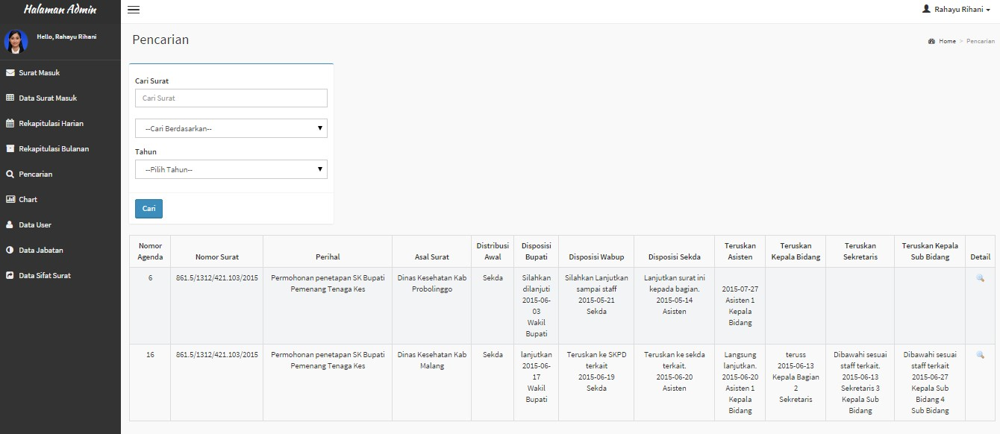 Halaman Admin
Rahayu Rihani
Hello, Rahayu Rihani
Surat Masuk
Data Surat Masuk
Rekapitulasi Harian
Rekapitulasi Bulanan
Pencarian
Chart
Data User
Data Jabatan
Data Sifat Surat
Pencarian
Home > Pencarian
Cari Surat
Cari Surat
--Cari Berdasarkan--
Tahun
--Pilih Tahun--
Cari
Nomor
Agenda
Nomor Surat
Perihal
Asal Surat
Distribusi
Awal
Disposisi
Bupati
Disposisi Wabup
Disposisi Sekda
Teruskan
Asisten
Teruskan
Kepala Bidang
Teruskan
Sekretaris
Teruskan Kepala
Sub Bidang
Detail
6
861.5/1312/421.103/2015
Permohonan penetapan SK Bupati
Pemenang Tenaga Kes
Dinas Kesehatan Kab
Probolinggo
Sekda
Silahkan
dilanjuti
2015-06-
03
Wakil
Bupati
Silahkan Lanjutkan
sampai staff
2015-05-21
Sekda
Lanjutkan surat ini
kepada bagian.
2015-05-14
Asisten
2015-07-27
Asisten 1
Kepala
Bidang
16
861.5/1312/421.103/2015
Permohonan penetapan SK Bupati
Pemenang Tenaga Kes
Dinas Kesehatan Kab
Malang
Sekda
lanjutkan
2015-06-
17
Wakil
Bupati
Teruskan ke SKPD
terkait
2015-06-19
Sekda
Teruskan ke sekda
terkait.
2015-06-20
Asisten
Langsung
lanjutkan.
2015-06-20
Asisten 1
Kepala
Bidang
teruss
2015-06-13
Kepala Bagian
2
Sekretaris
Dibawahi sesuai
staff terkait.
2015-06-13
Sekretaris 3
Kepala Sub
Bidang
Dibawahi sesuai
staff terkait
2015-06-27
Kepala Sub
Bidang 4
Sub Bidang